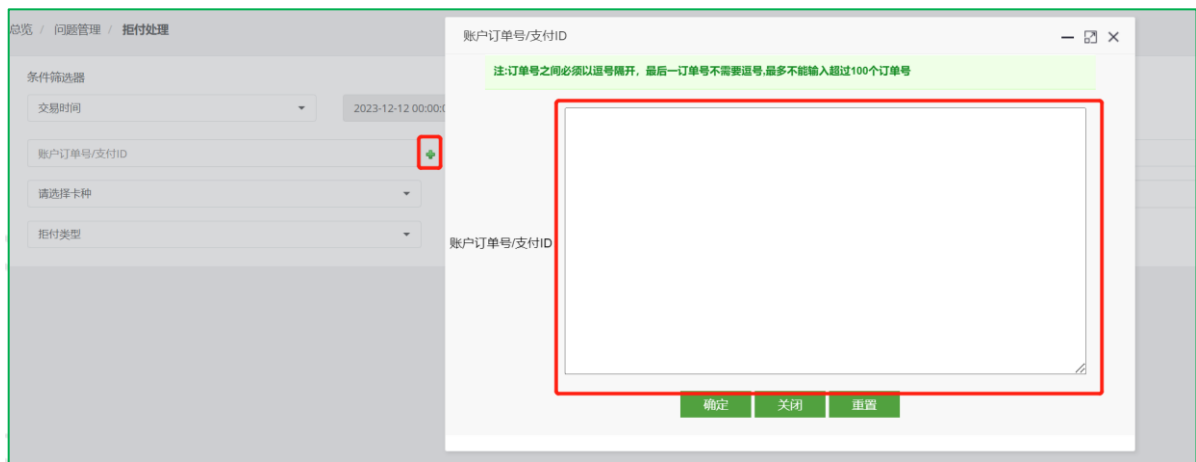 总览 / 问题管理 / 拒付处理
账户订单号/支付ID
注:订单号之间必须以逗号隔开，最后一订单号不需要逗号,最多不能输入超过100个订单号
条件筛选器
交易时间
2023-12-12 00:00:0
账户订单号/支付ID
请选择卡种
拒付类型
账户订单号/支付ID
确定 关闭 重置